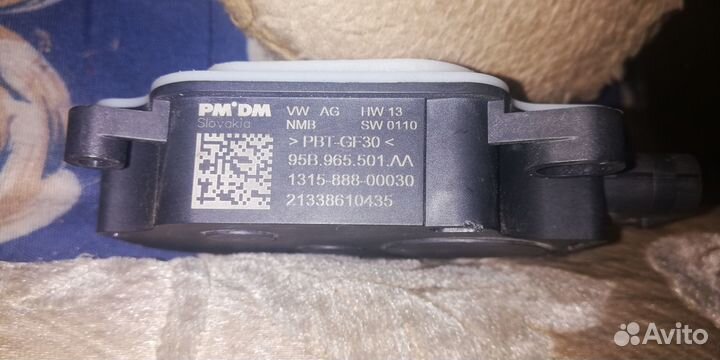 PM DM VW AG HW 13
Slovakia NMB SW 0110
> PBT-GF30 <
95B.965.501.AA
1315-888-00030
21338610435
Avito